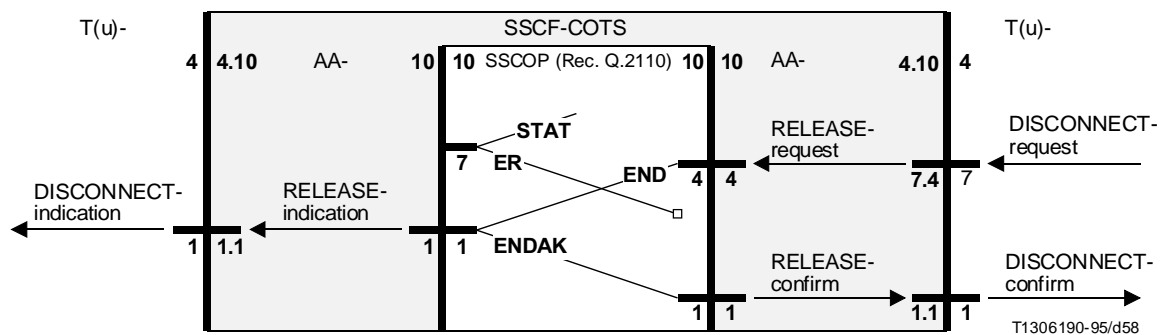 T(u)-
SSCF-COTS
T(u)-
4 4.10 AA- 10 10 SSCOP (Rec. Q.2110) 10 10 AA- 4.10 4
STAT
RELEASE-
request
DISCONNECT-
request
7
ER
END
4 4
7.4 7
DISCONNECT-
indication
RELEASE-
indication
1 1.1
1 1
ENDAK
RELEASE-
confirm
DISCONNECT-
confirm
1 1
1.1 1
T1306190-95/d58